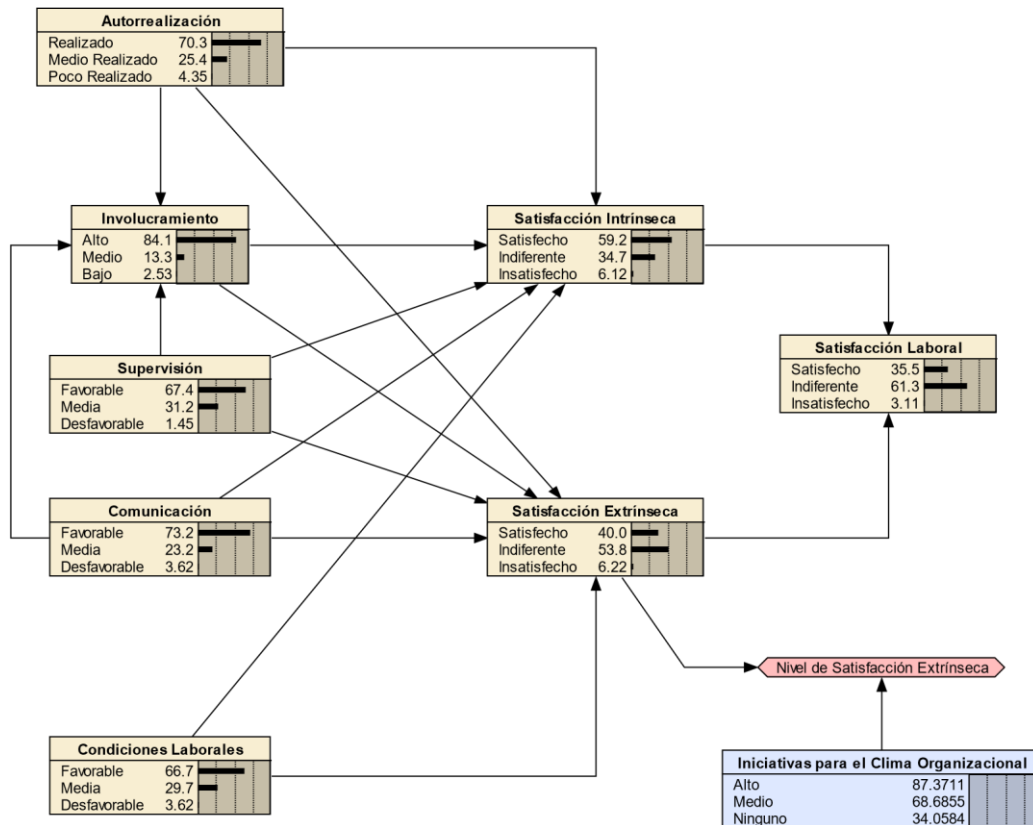 Autorrealización
Realizado 70.3
Medio Realizado 25.4
Poco Realizado 4.35
Involucramiento
Alto 84.1
Medio 13.3
Bajo 2.53
Satisfacción Intrínseca
Satisfecho 59.2
Indiferente 34.7
Insatisfecho 6.12
Supervisión
Favorable 67.4
Media 31.2
Desfavorable 1.45
Satisfacción Laboral
Satisfecho 35.5
Indiferente 61.3
Insatisfecho 3.11
Comunicación
Favorable 73.2
Media 23.2
Desfavorable 3.62
Satisfacción Extrínseca
Satisfecho 40.0
Indiferente 53.8
Insatisfecho 6.22
Nivel de Satisfacción Extrínseca
Condiciones Laborales
Favorable 66.7
Media 29.7
Desfavorable 3.62
Iniciativas para el Clima Organizacional
Alto 87.3711
Medio 68.6855
Ninguno 34.0584